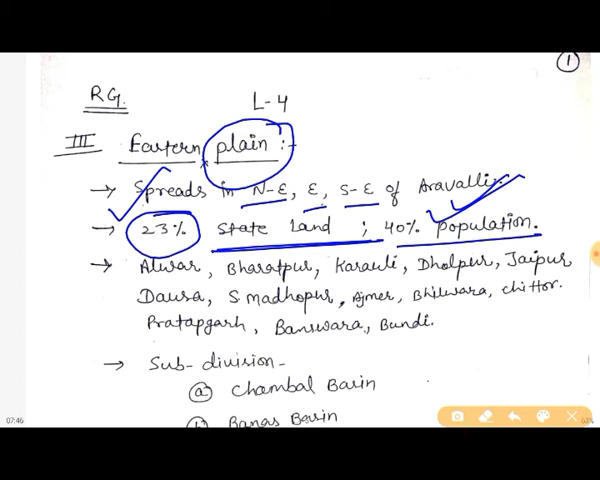 1
RG. L-4
III Eastern plain :-
→ Spreads in N-E, E, S-E of Aravalli.
→ 23% State Land ; 40% population.
→ Alwar, Bharatpur, Karauli, Dholpur, Jaipur
Dausa, S madhopur, Ajmer, Bhilwara, chittor.
Pratapgarh, Banswara, Bundi.
→ Sub-division -
(a) Chambal Basin
(b) Banas Basin
07:46